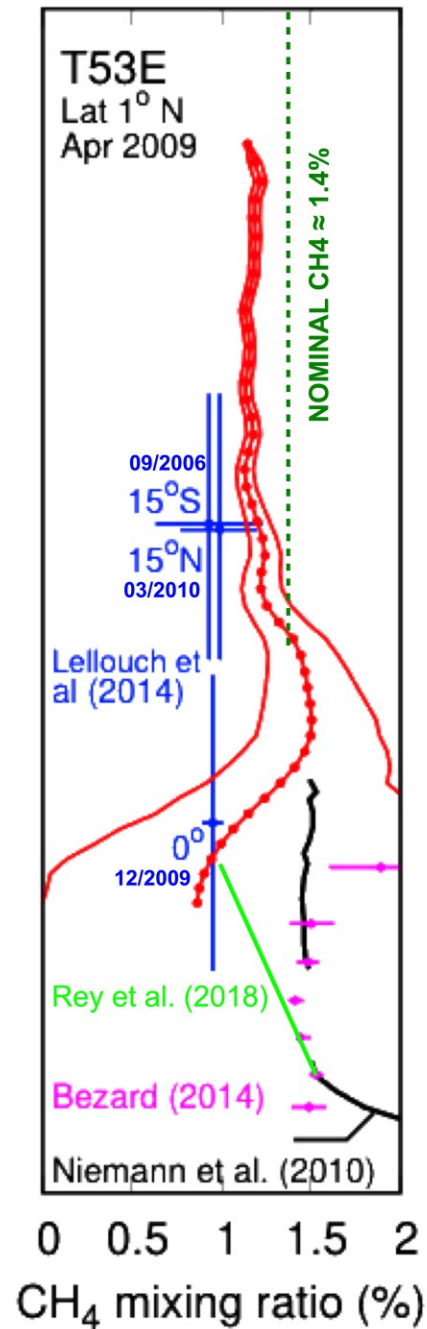 T53E
Lat 1° N
Apr 2009
NOMINAL CH4 ≈ 1.4%
09/2006
15°S
15°N
03/2010
Lellouch et
al (2014)
0°
12/2009
Rey et al. (2018)
Bezard (2014)
Niemann et al. (2010)
0 0.5 1 1.5 2
CH₄ mixing ratio (%)